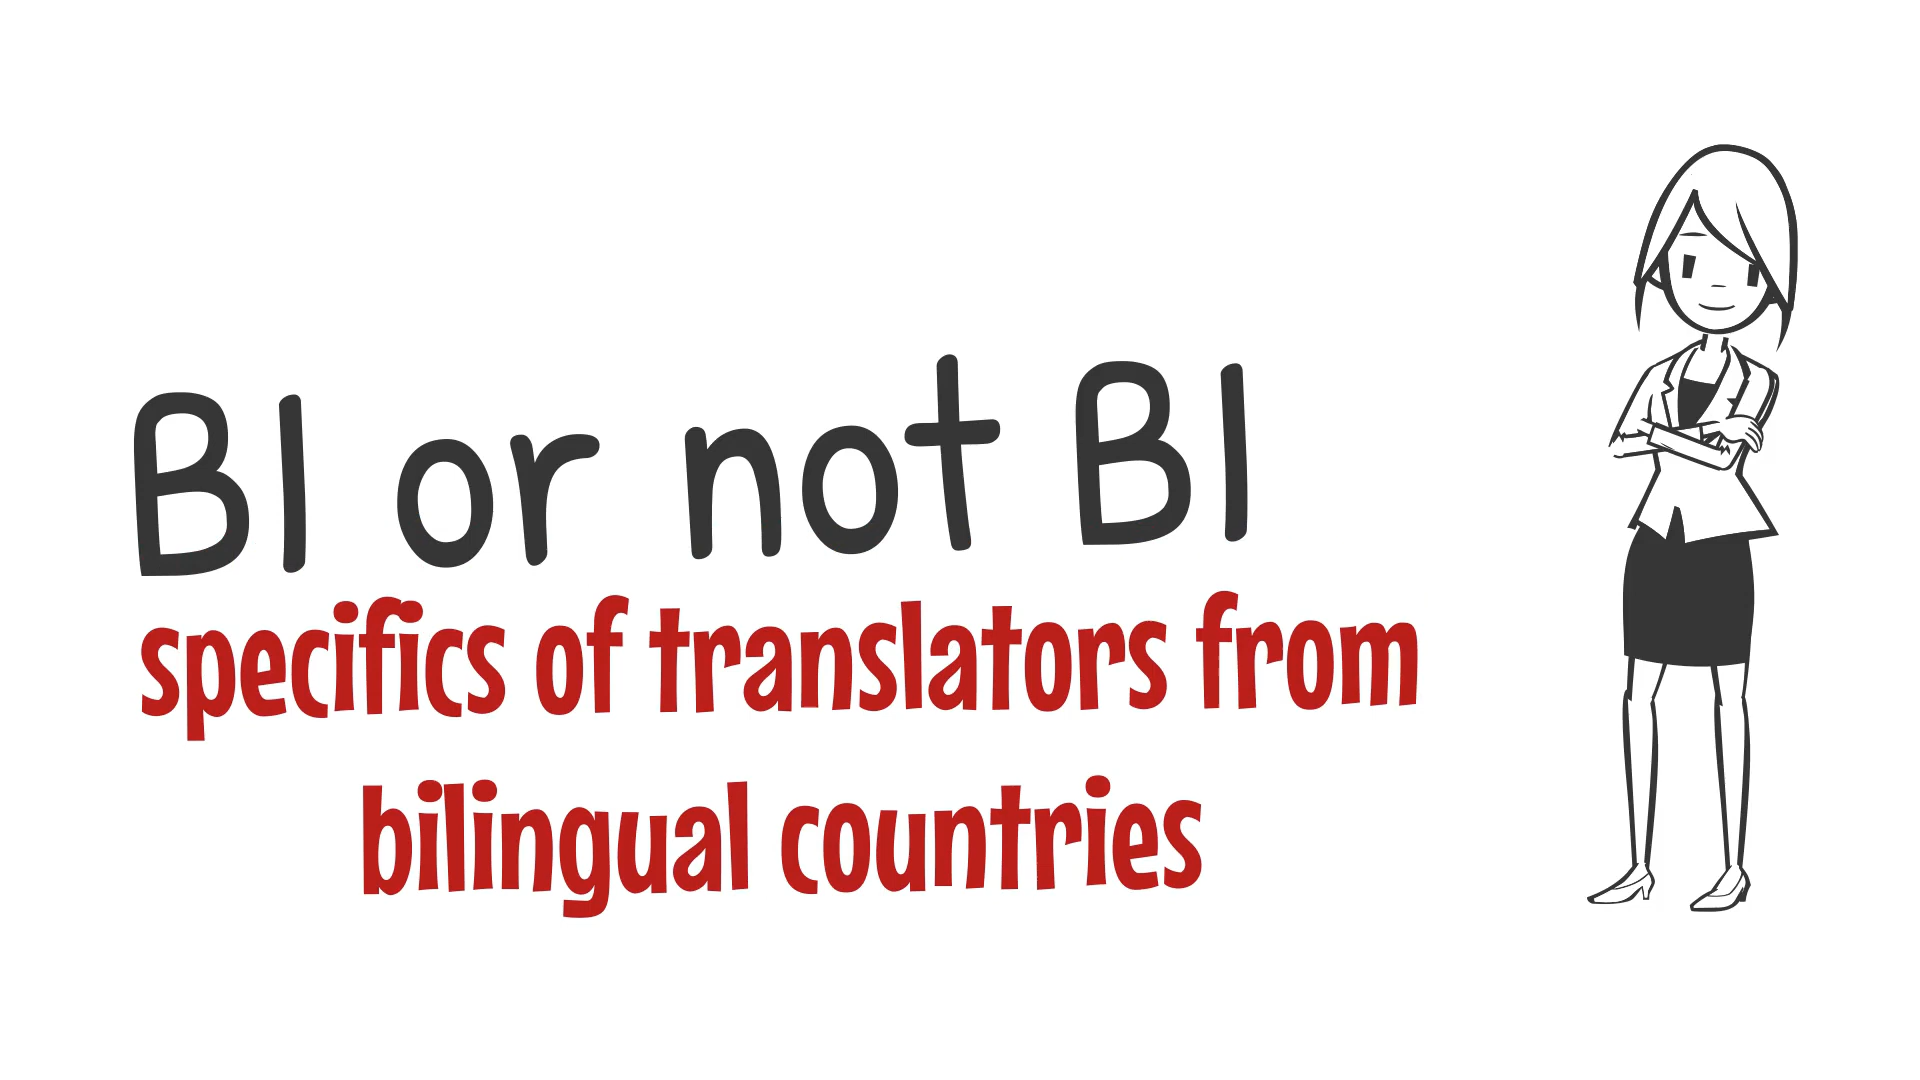 BI or not BI
specifics of translators from
bilingual countries